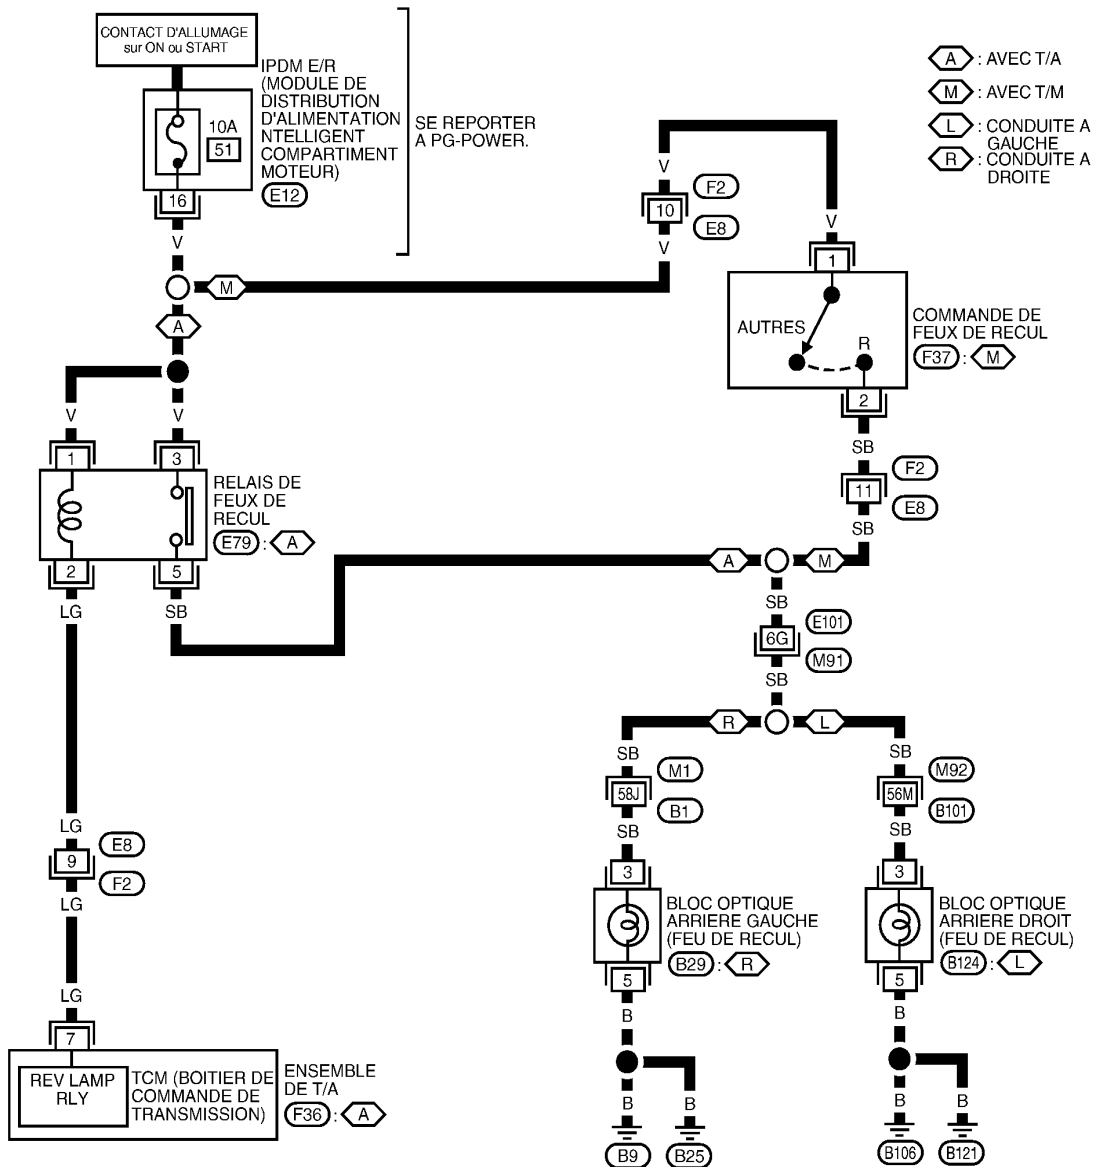 CONTACT D'ALLUMAGE
sur ON ou START
IPDM E/R
(MODULE DE
DISTRIBUTION
D'ALIMENTATION
NTELLIGENT
COMPARTIMENT
MOTEUR)
E12
10A
51
16
SE REPORTER
A PG-POWER.
A : AVEC T/A
M : AVEC T/M
L : CONDUITE A
GAUCHE
R : CONDUITE A
DROITE
V
M
A
V
F2
10
E8
V
V
1
AUTRES
R
COMMANDE DE
FEUX DE RECUL
F37 : M
2
SB
F2
11
E8
SB
V
V
1
3
RELAIS DE
FEUX DE
RECUL
E79 : A
2
5
LG
SB
A
M
SB
E101
6G
M91
SB
R
L
SB
M1
58J
B1
SB
3
BLOC OPTIQUE
ARRIERE GAUCHE
(FEU DE RECUL)
B29 : R
5
B
B
B
B9
B25
SB
M92
56M
B101
SB
3
BLOC OPTIQUE
ARRIERE DROIT
(FEU DE RECUL)
B124 : L
5
B
B
B
B106
B121
LG
E8
9
F2
LG
LG
7
REV LAMP
RLY
TCM (BOITIER DE
COMMANDE DE
TRANSMISSION)
ENSEMBLE
DE T/A
F36 : A